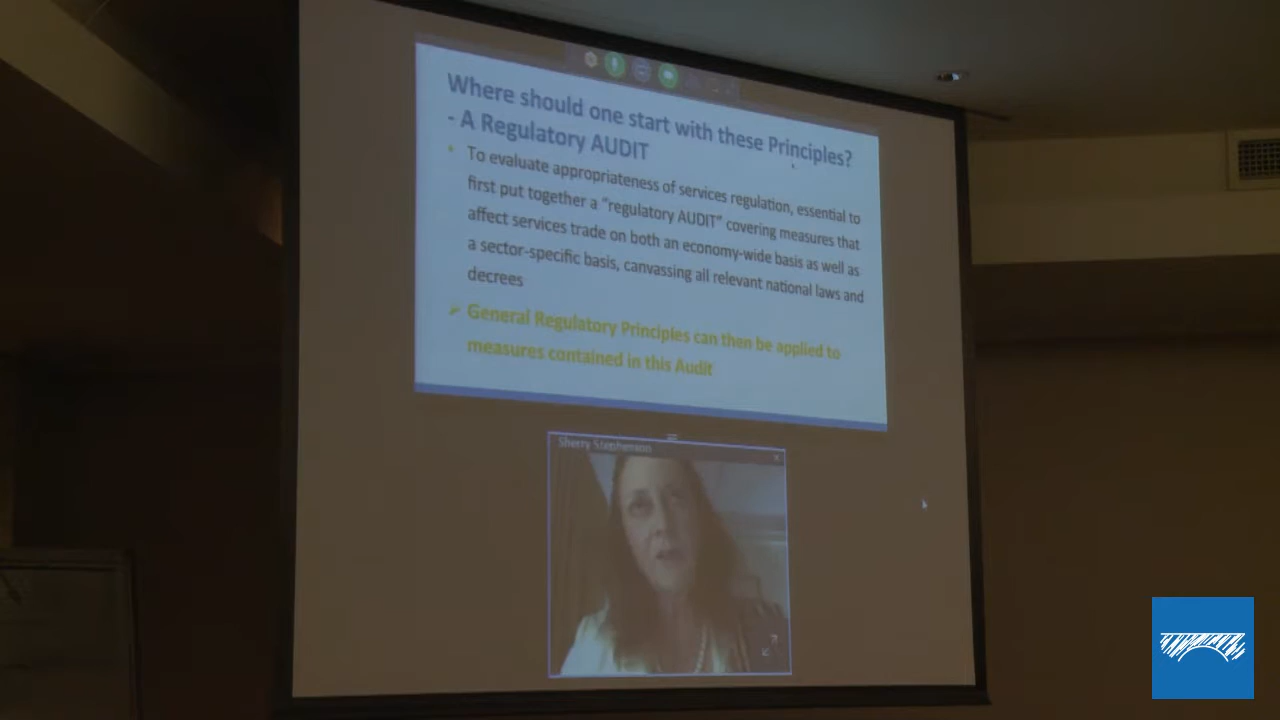 Where should one start with these Principles?
- A Regulatory AUDIT
• To evaluate appropriateness of services regulation, essential to
first put together a "regulatory AUDIT" covering measures that
affect services trade on both an economy-wide basis as well as
a sector-specific basis, canvassing all relevant national laws and
decrees
➢ General Regulatory Principles can then be applied to
measures contained in this Audit
Sherry Stephenson